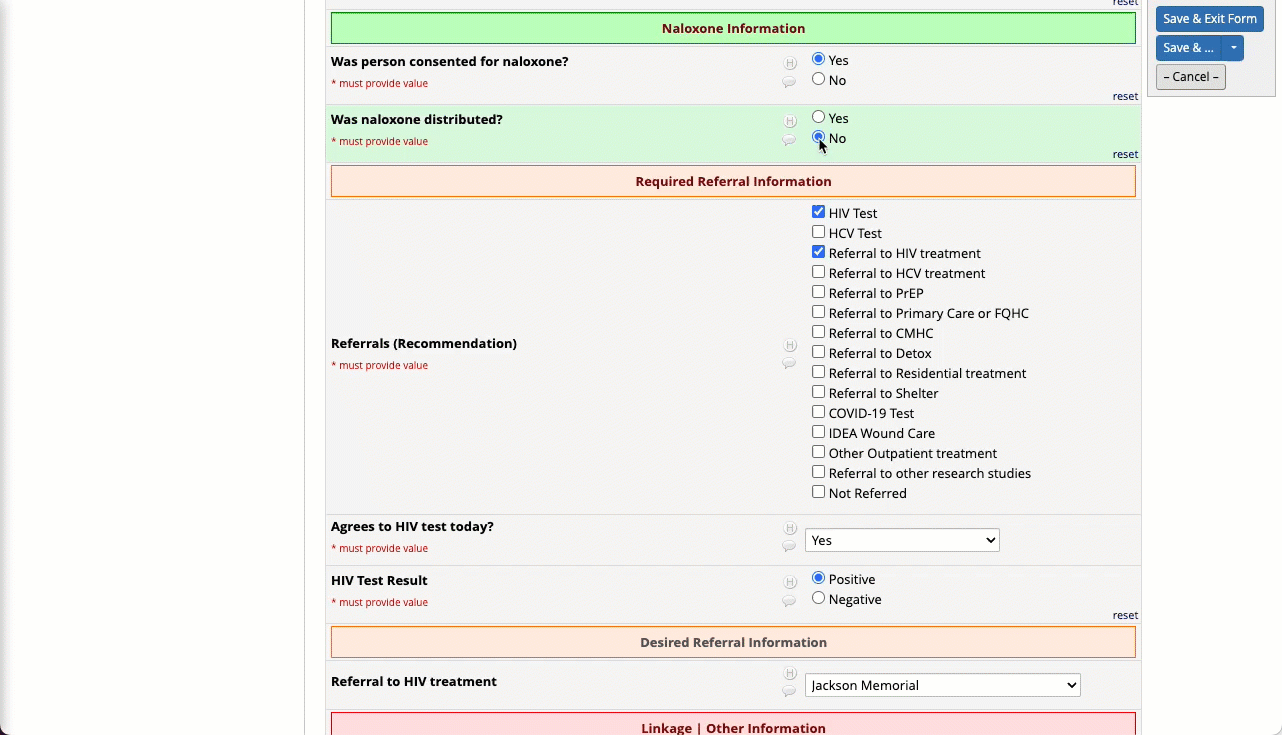 reset
Save & Exit Form
Naloxone Information
Save & ...
Was person consented for naloxone?
H
Yes
* must provide value
No
– Cancel –
reset
Was naloxone distributed?
H
Yes
* must provide value
No
reset
Required Referral Information
HIV Test
HCV Test
Referral to HIV treatment
Referral to HCV treatment
Referral to PrEP
Referral to Primary Care or FQHC
Referral to CMHC
Referrals (Recommendation)
H
Referral to Detox
* must provide value
Referral to Residential treatment
Referral to Shelter
COVID-19 Test
IDEA Wound Care
Other Outpatient treatment
Referral to other research studies
Not Referred
Agrees to HIV test today?
H
Yes
* must provide value
HIV Test Result
H
Positive
* must provide value
Negative
reset
Desired Referral Information
Referral to HIV treatment
H
Jackson Memorial
Linkage | Other Information